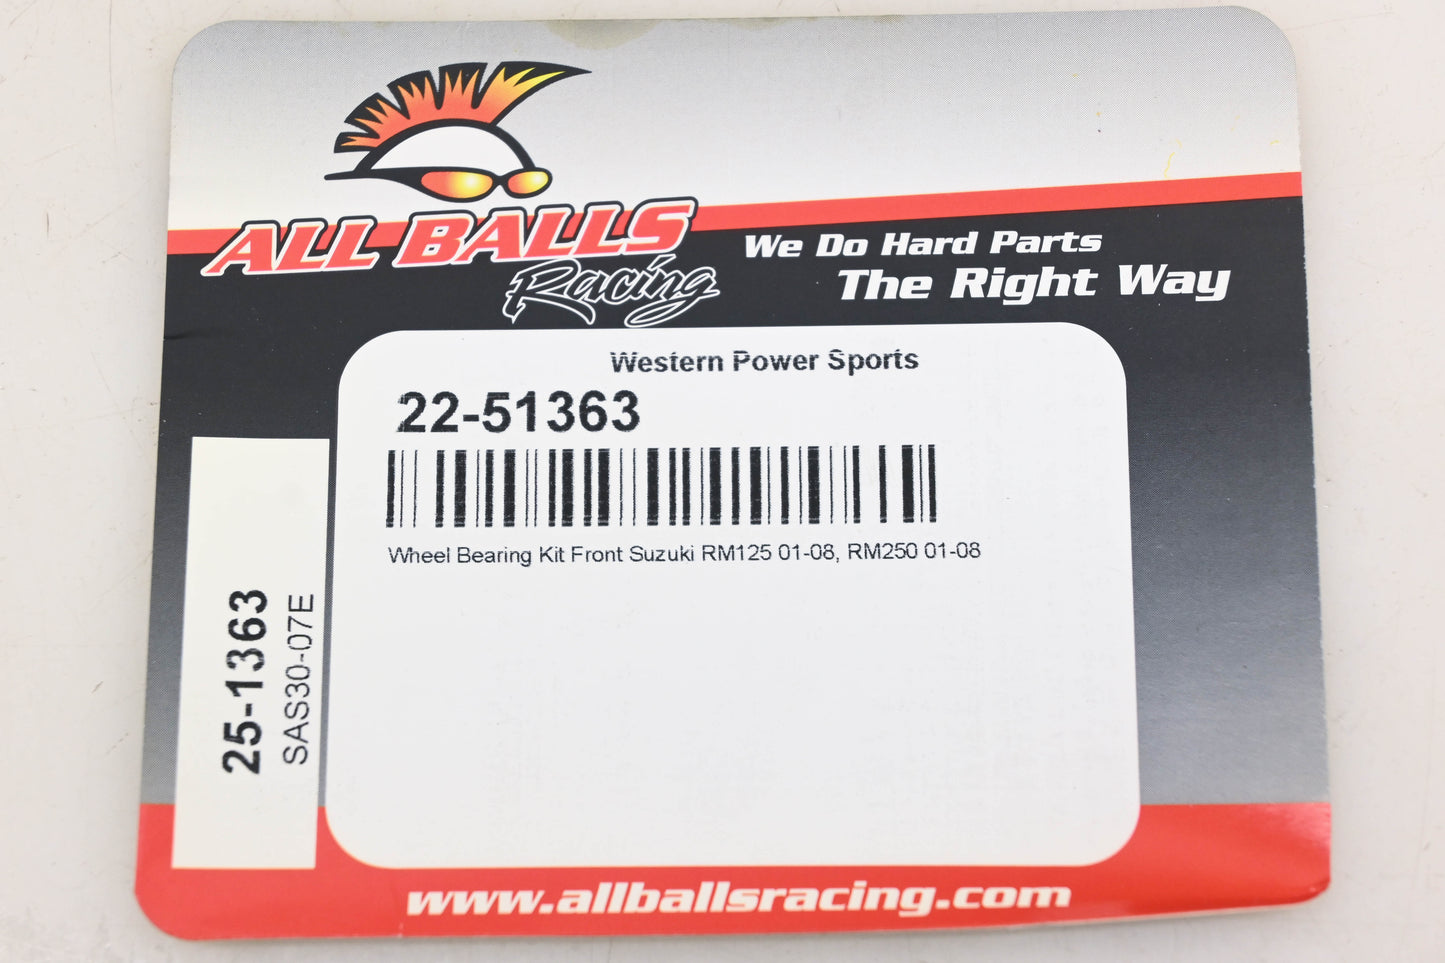 ALL BALLS
Racing
We Do Hard Parts
The Right Way
Western Power Sports
22-51363
Wheel Bearing Kit Front Suzuki RM125 01-08, RM250 01-08
25-1363
SAS30-07E
www.allballsracing.com